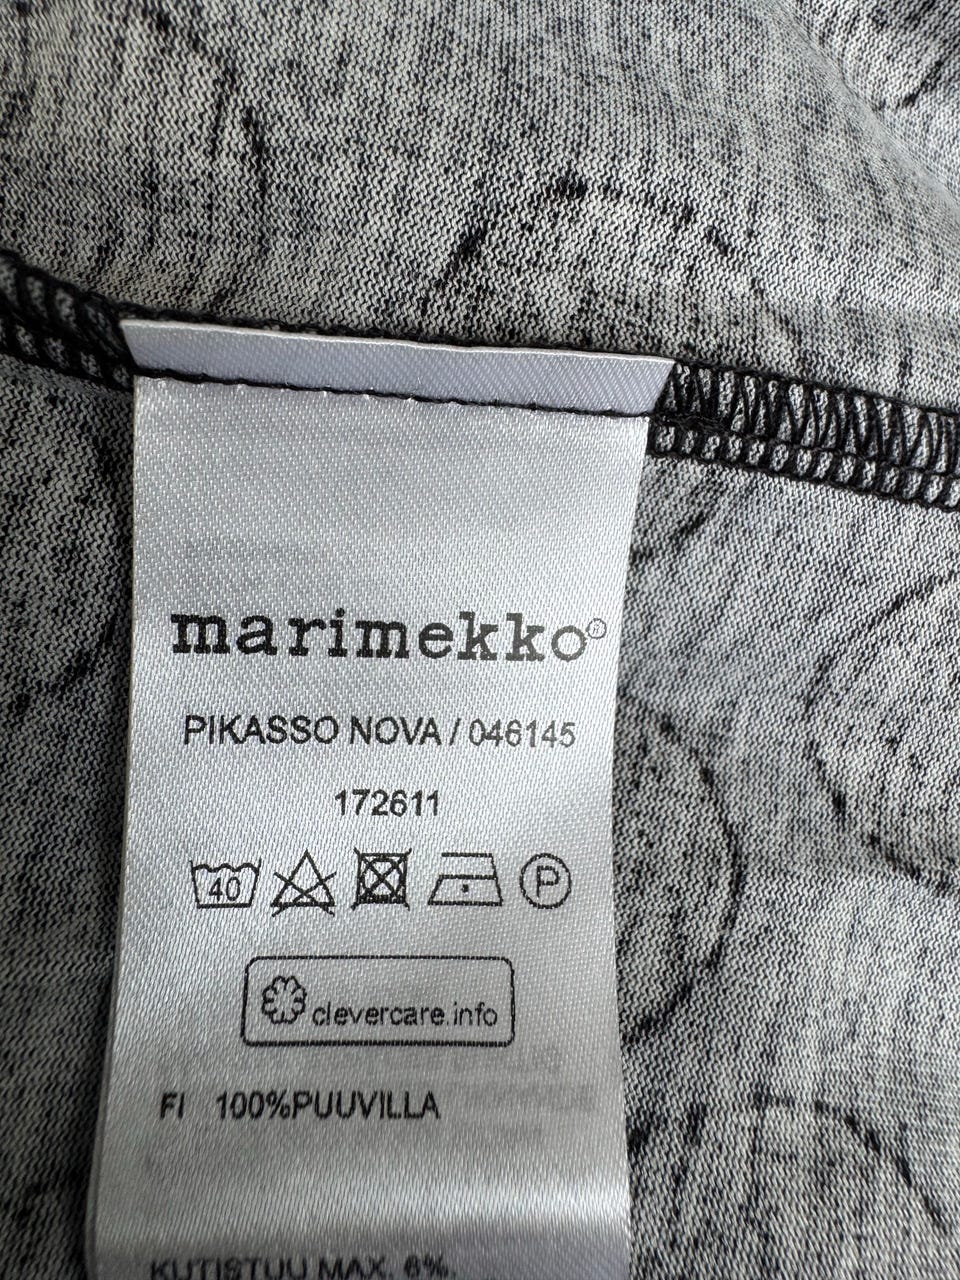 marimekko®
PIKASSO NOVA / 046145
172611
40 P
clevercare.info
FI 100%PUUVILLA
KUTISTUU MAX. 6%.